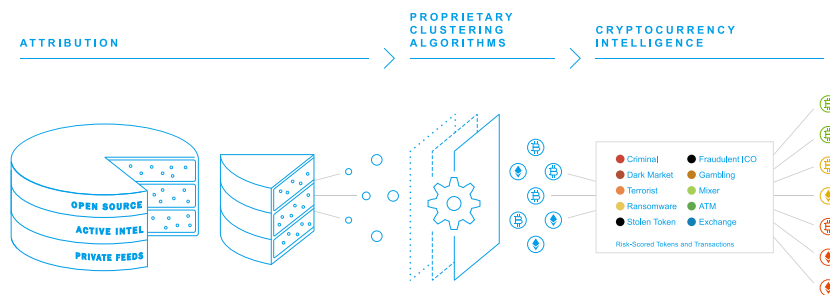 ATTRIBUTION
PROPRIETARY
CLUSTERING
ALGORITHMS
CRYPTOCURRENCY
INTELLIGENCE
OPEN SOURCE
ACTIVE INTEL
PRIVATE FEEDS
Criminal
Dark Market
Terrorist
Ransomware
Stolen Token
Fraudulent ICO
Gambling
Mixer
ATM
Exchange
Risk-Scored Tokens and Transactions